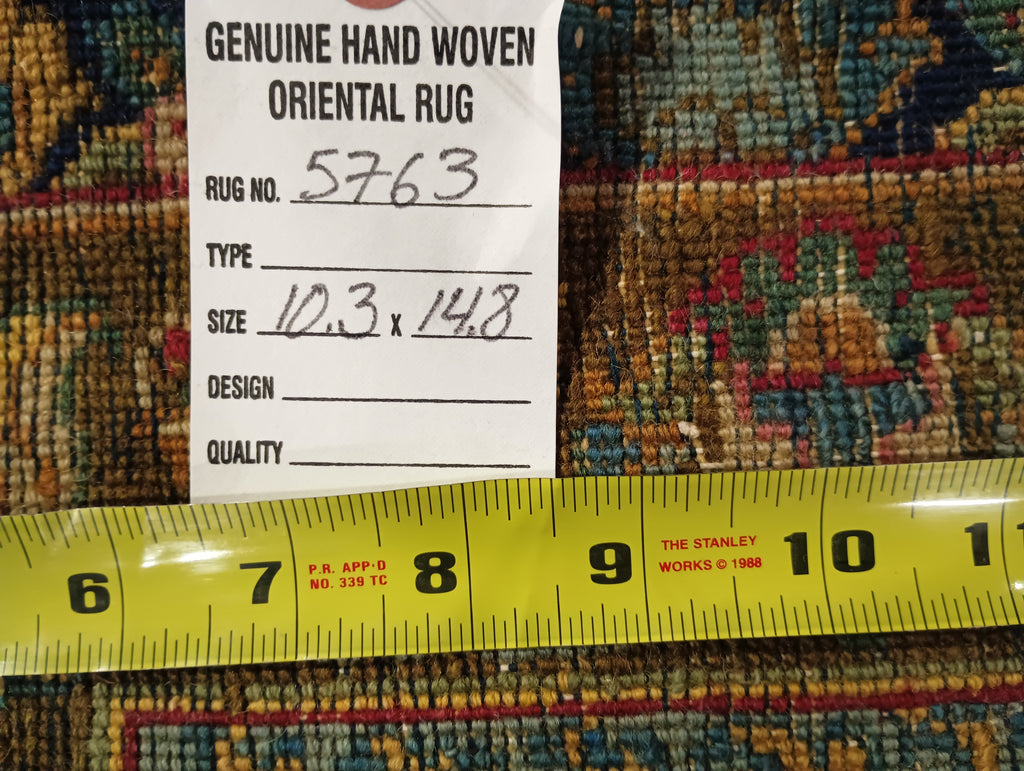 GENUINE HAND WOVEN
ORIENTAL RUG
RUG NO. 5763
TYPE
SIZE 10.3 x 14.8
DESIGN
QUALITY
6 7 P.R. APP·D 8 9 THE STANLEY 10 11
NO. 339 TC WORKS © 1988